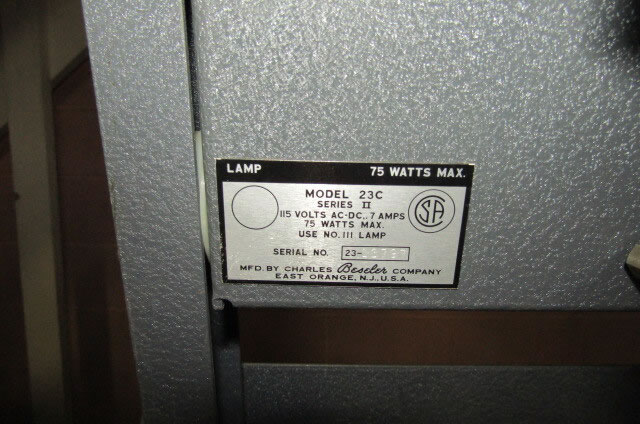 LAMP 75 WATTS MAX.
MODEL 23C
SERIES II
115 VOLTS AC-DC, .7 AMPS
75 WATTS MAX.
USE NO. 111 LAMP
SA
SERIAL NO. 23-
MFD. BY CHARLES Beseler COMPANY
EAST ORANGE, N.J., U.S.A.